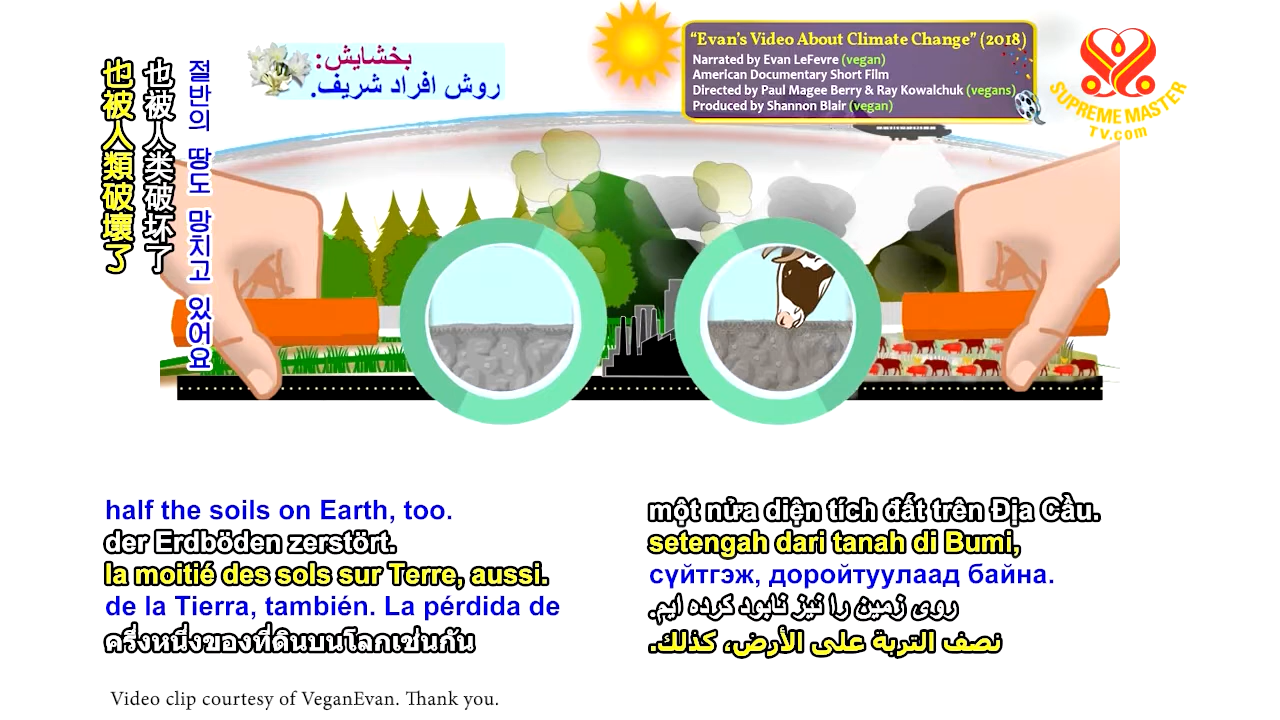 بخشایش:
روش افراد شریف.
“Evan’s Video About Climate Change” (2018)
Narrated by Evan LeFevre (vegan)
American Documentary Short Film
Directed by Paul Magee Berry & Ray Kowalchuk (vegans)
Produced by Shannon Blair (vegan)
SUPREME MASTER
TV.com
也被人類破壞了
也被人类破坏了
절반의 땅도 망치고 있어요
half the soils on Earth, too.
der Erdböden zerstört.
la moitié des sols sur Terre, aussi.
de la Tierra, también. La pérdida de
ครึ่งหนึ่งของที่ดินบนโลกเช่นกัน
một nửa diện tích đất trên Địa Cầu.
setengah dari tanah di Bumi,
сүйтгэж, доройтуулаад байна.
روی زمین را نیز نابود کرده ایم.
نصف التربة على الأرض، كذلك.
Video clip courtesy of VeganEvan. Thank you.